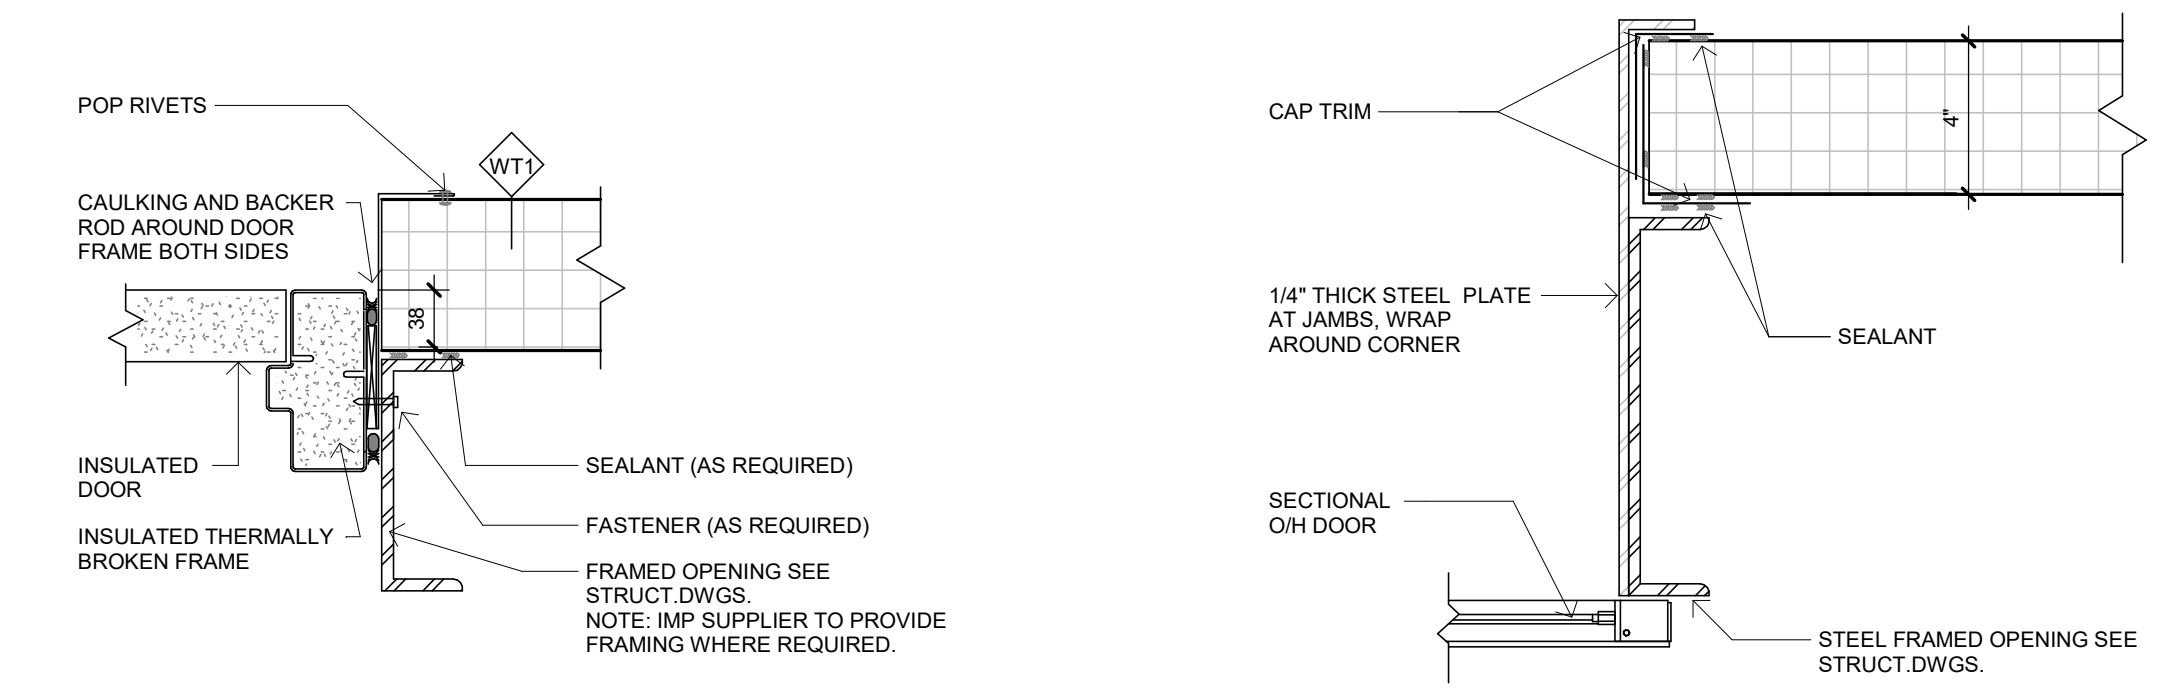 POP RIVETS
WT1
CAULKING AND BACKER
ROD AROUND DOOR
FRAME BOTH SIDES
38
INSULATED
DOOR
INSULATED THERMALLY
BROKEN FRAME
SEALANT (AS REQUIRED)
FASTENER (AS REQUIRED)
FRAMED OPENING SEE
STRUCT.DWGS.
NOTE: IMP SUPPLIER TO PROVIDE
FRAMING WHERE REQUIRED.
CAP TRIM
4"
1/4" THICK STEEL PLATE
AT JAMBS, WRAP
AROUND CORNER
SEALANT
SECTIONAL
O/H DOOR
STEEL FRAMED OPENING SEE
STRUCT.DWGS.